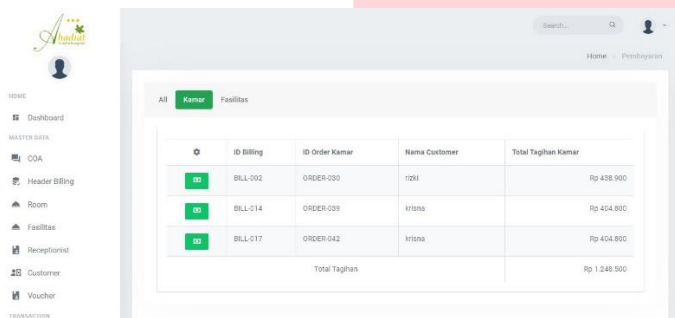 Ahadiat
Search...
Home
Pembayaran
HOME
Dashboard
MASTER DATA
COA
Header Billing
Room
Fasilitas
Receptionist
Customer
Voucher
TRANSACTION
All Kamar Fasilitas
ID Billing ID Order Kamar Nama Customer Total Tagihan Kamar
BILL-002 ORDER-030 rizki Rp 438.900
BILL-014 ORDER-039 krisna Rp 404.800
BILL-017 ORDER-042 krisna Rp 404.800
Total Tagihan Rp 1.248.500